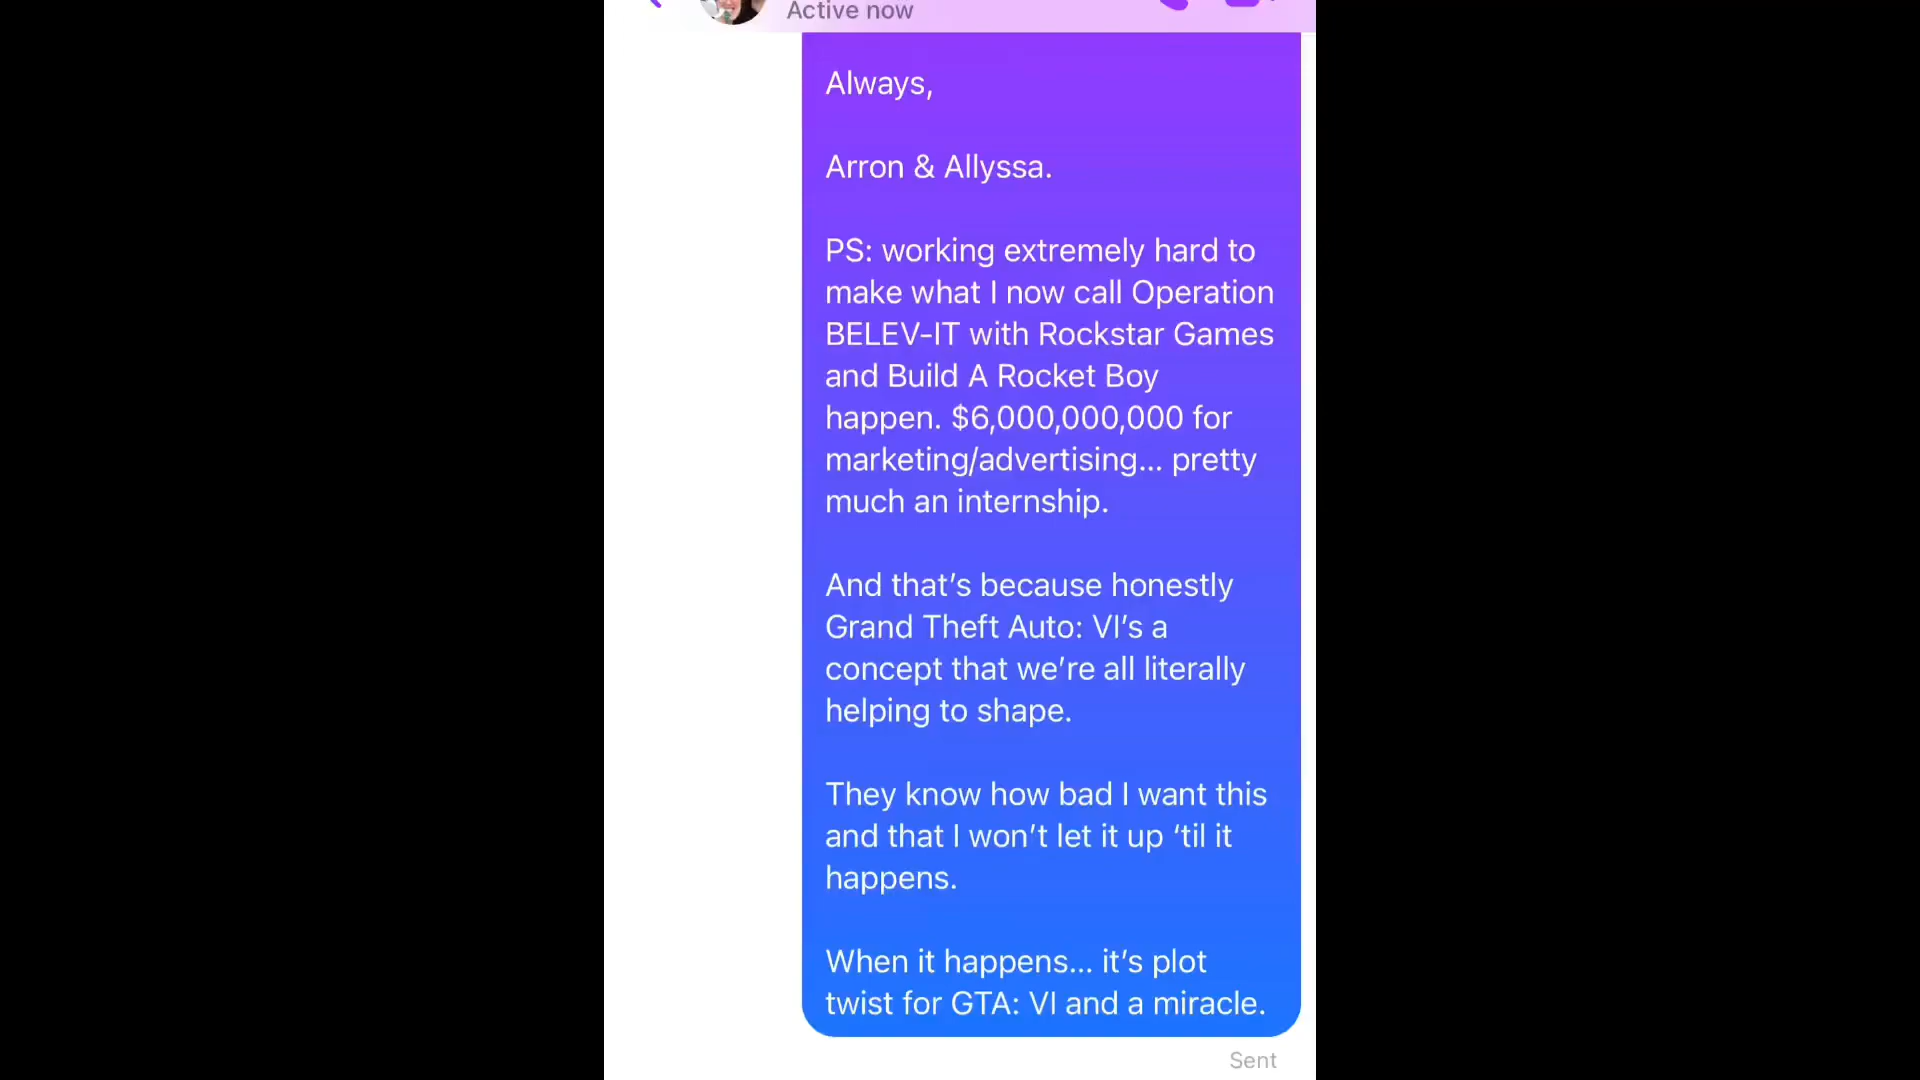 Active now
Always,
Arron & Allyssa.
PS: working extremely hard to
make what I now call Operation
BELEV-IT with Rockstar Games
and Build A Rocket Boy
happen. $6,000,000,000 for
marketing/advertising... pretty
much an internship.
And that’s because honestly
Grand Theft Auto: VI’s a
concept that we’re all literally
helping to shape.
They know how bad I want this
and that I won’t let it up ‘til it
happens.
When it happens... it’s plot
twist for GTA: VI and a miracle.
Sent